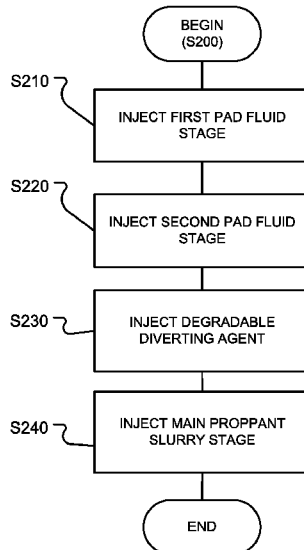 BEGIN
(S200)
S210
INJECT FIRST PAD FLUID
STAGE
S220
INJECT SECOND PAD FLUID
STAGE
S230
INJECT DEGRADABLE
DIVERTING AGENT
S240
INJECT MAIN PROPPANT
SLURRY STAGE
END